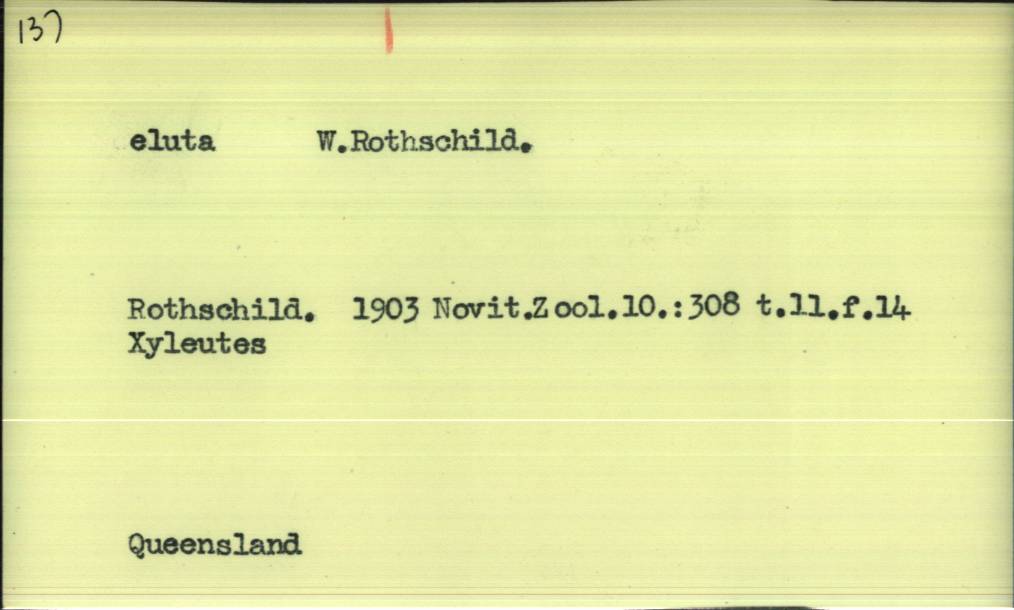 137
eluta W.Rothschild.
Rothschild. 1903 Novit.Zool.10.:308 t.11.f.14
Xyleutes
Queensland